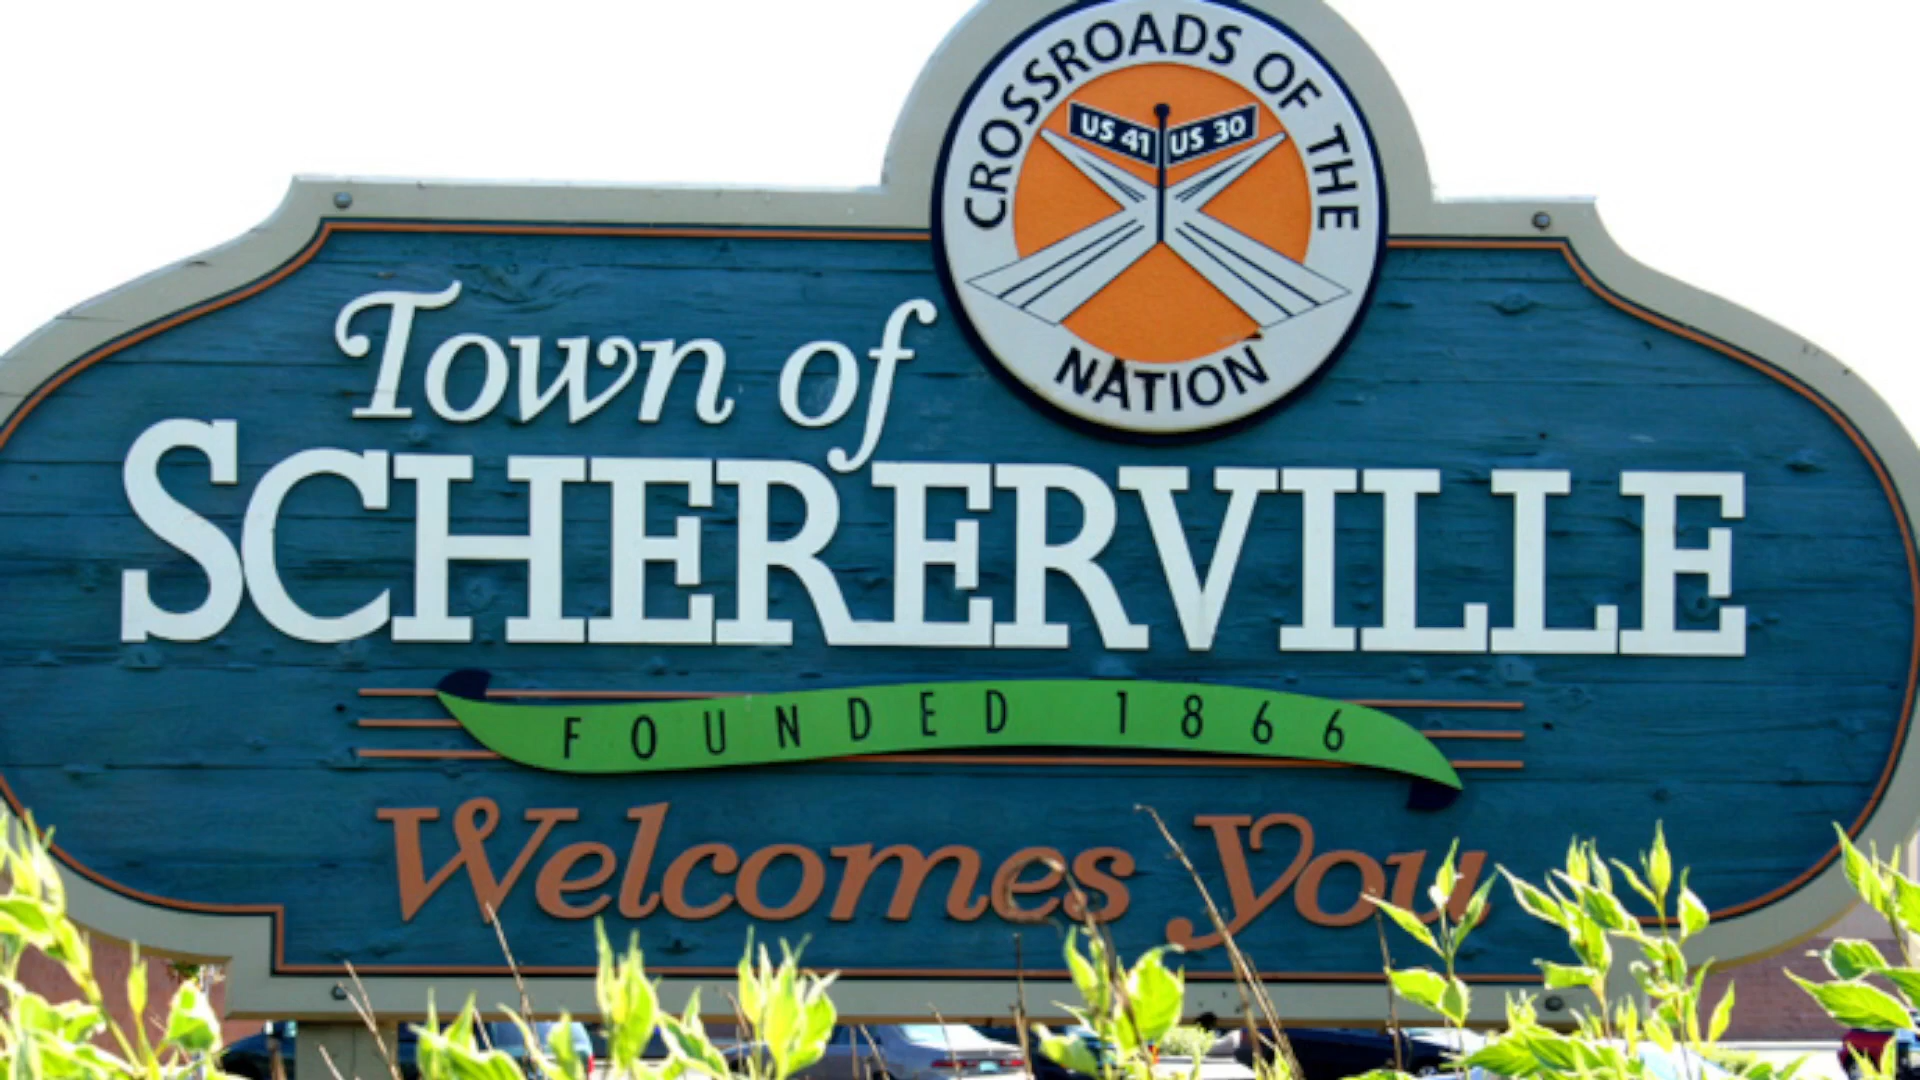 CROSSROADS OF THE
US 41 US 30
NATION
Town of
SCHERERVILLE
FOUNDED 1866
Welcomes You